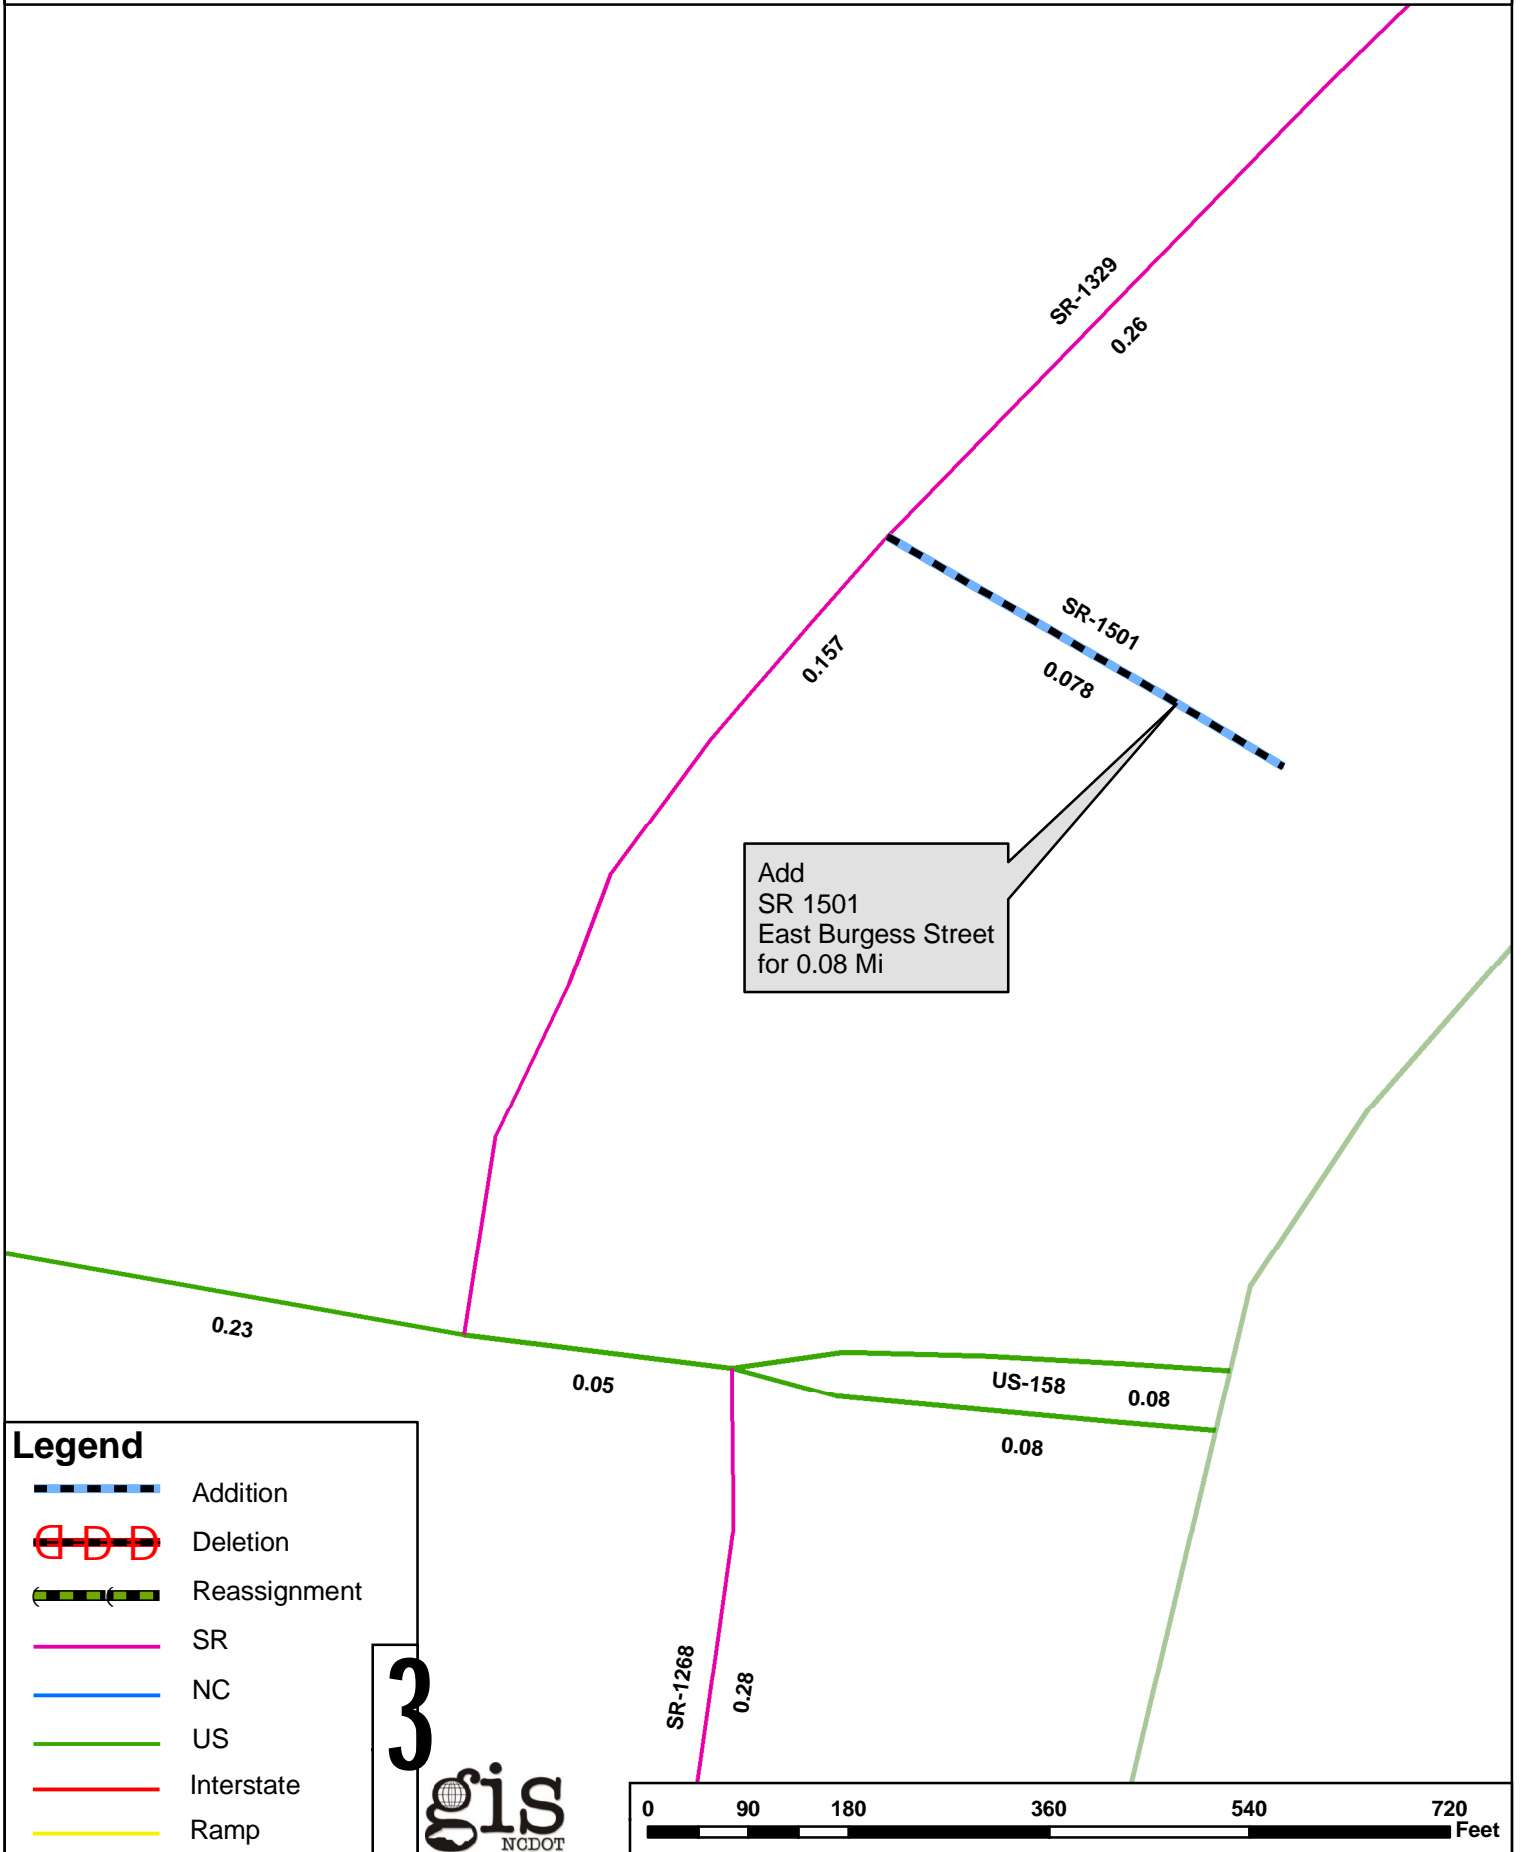 SR-1329
0.26
SR-1501
0.078
0.157
Add
SR 1501
East Burgess Street
for 0.08 Mi
0.23
0.05
US-158
0.08
0.08
SR-1268
0.28
Legend
Addition
D D D
Deletion
Reassignment
SR
NC
US
Interstate
Ramp
3
gis
NCDOT
0 90 180 360 540 720
Feet